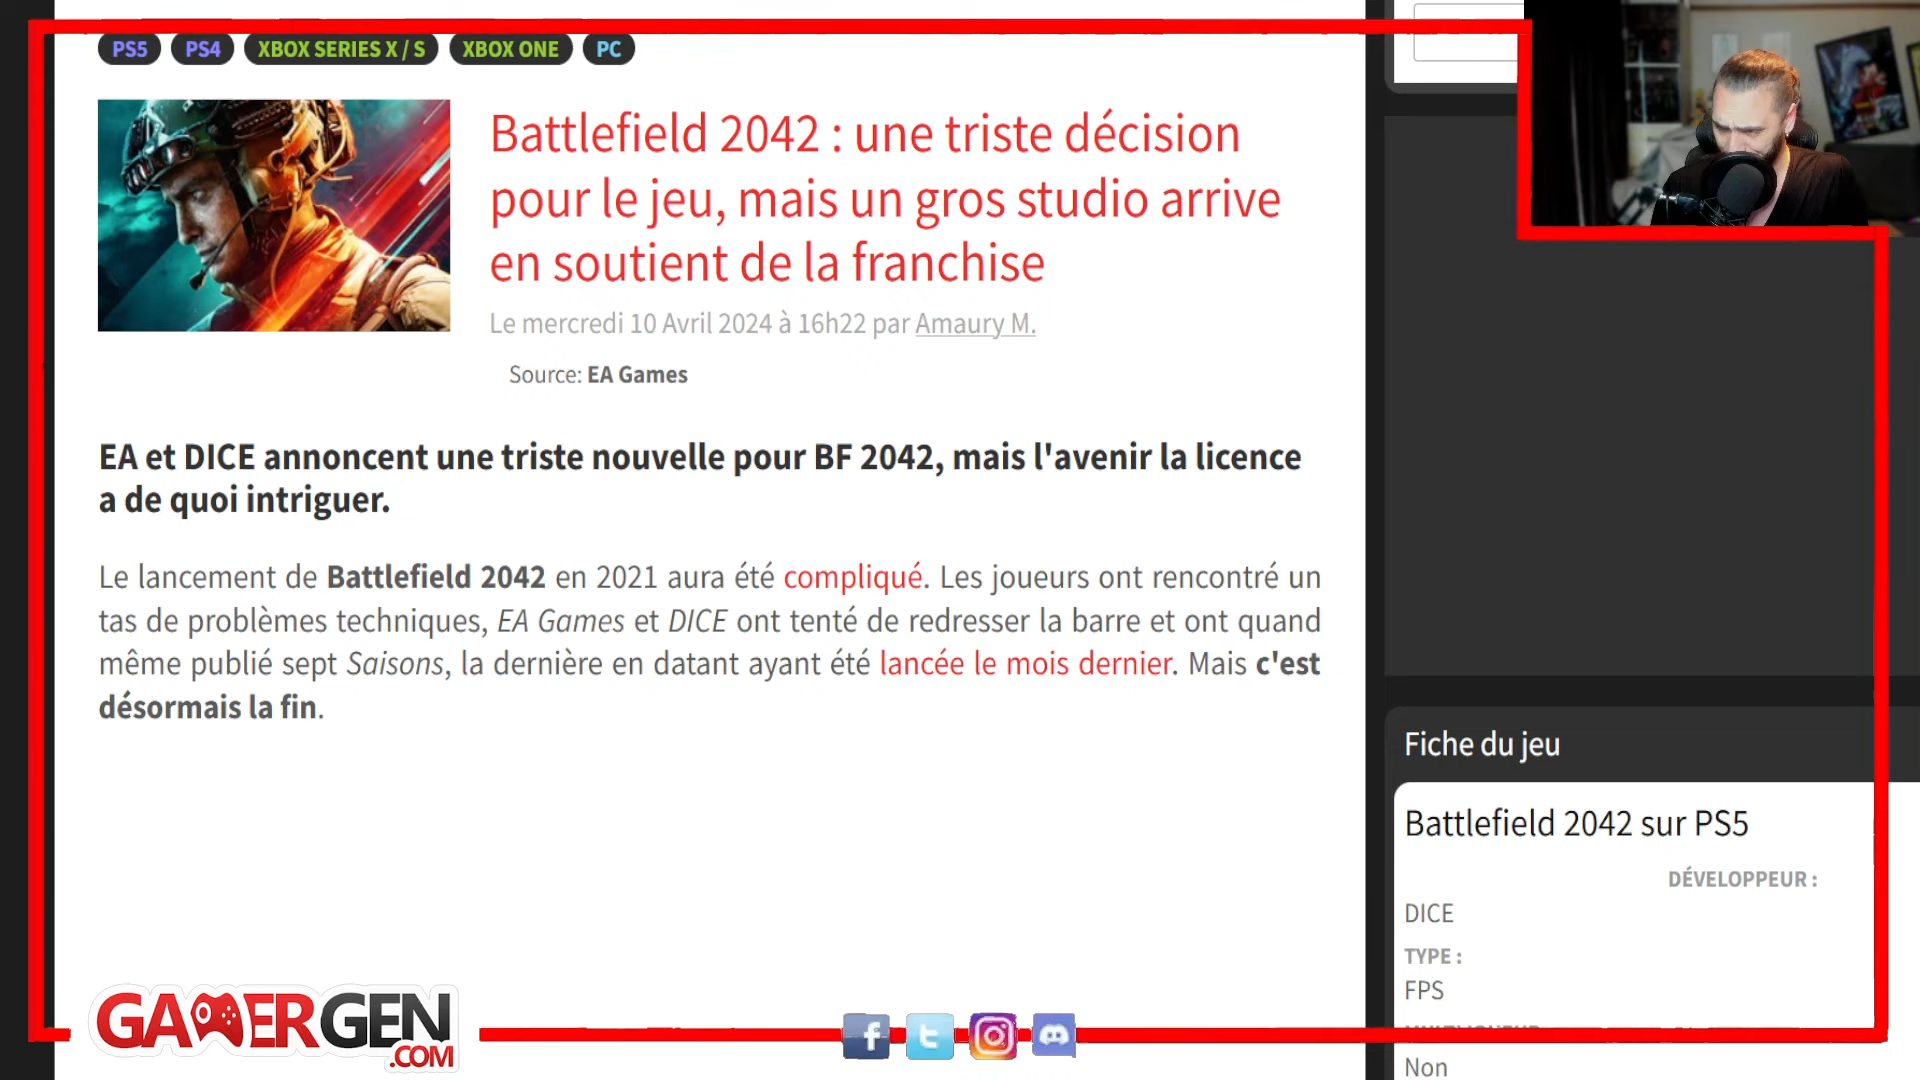 PS5 PS4 XBOX SERIES X / S XBOX ONE PC
Battlefield 2042 : une triste décision
pour le jeu, mais un gros studio arrive
en soutient de la franchise
Le mercredi 10 Avril 2024 à 16h22 par Amaury M.
Source: EA Games
EA et DICE annoncent une triste nouvelle pour BF 2042, mais l'avenir la licence
a de quoi intriguer.
Le lancement de Battlefield 2042 en 2021 aura été compliqué. Les joueurs ont rencontré un
tas de problèmes techniques, EA Games et DICE ont tenté de redresser la barre et ont quand
même publié sept Saisons, la dernière en datant ayant été lancée le mois dernier. Mais c'est
désormais la fin.
Fiche du jeu
Battlefield 2042 sur PS5
DÉVELOPPEUR :
DICE
TYPE :
FPS
Non
GAMERGEN
.COM